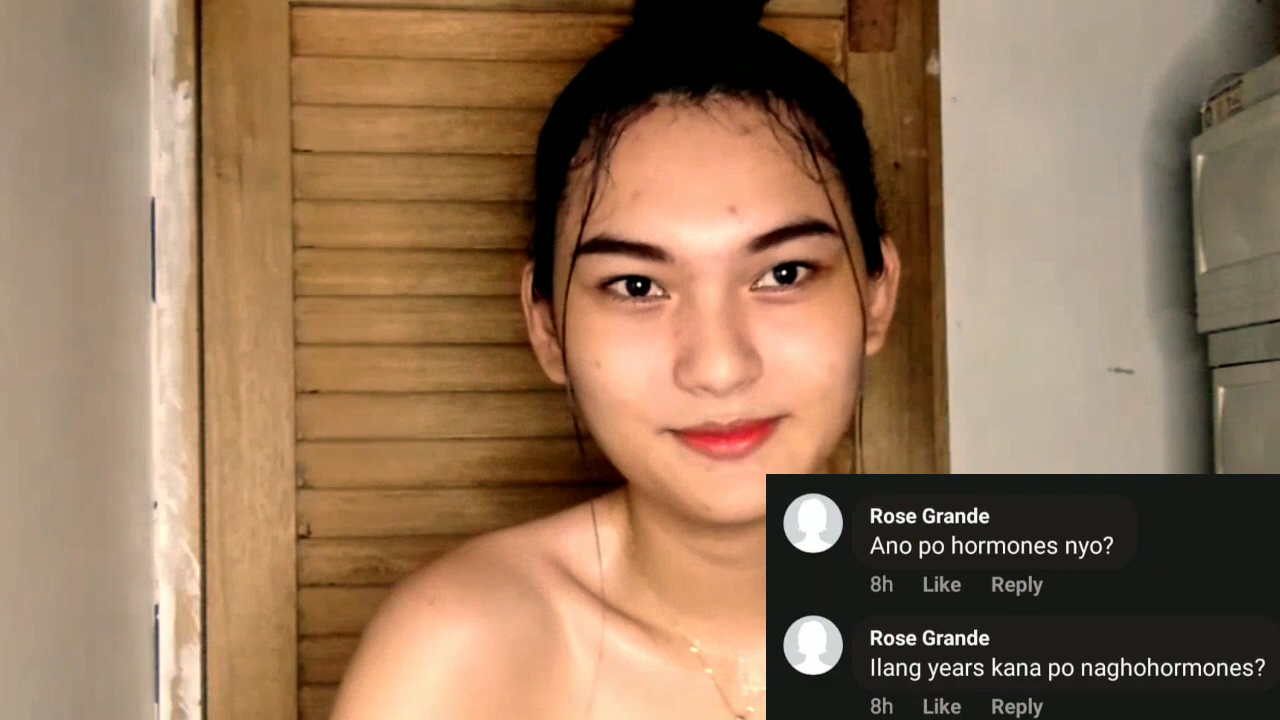 Rose Grande
Ano po hormones nyo?
8h Like Reply
Rose Grande
Ilang years kana po naghohormones?
8h Like Reply